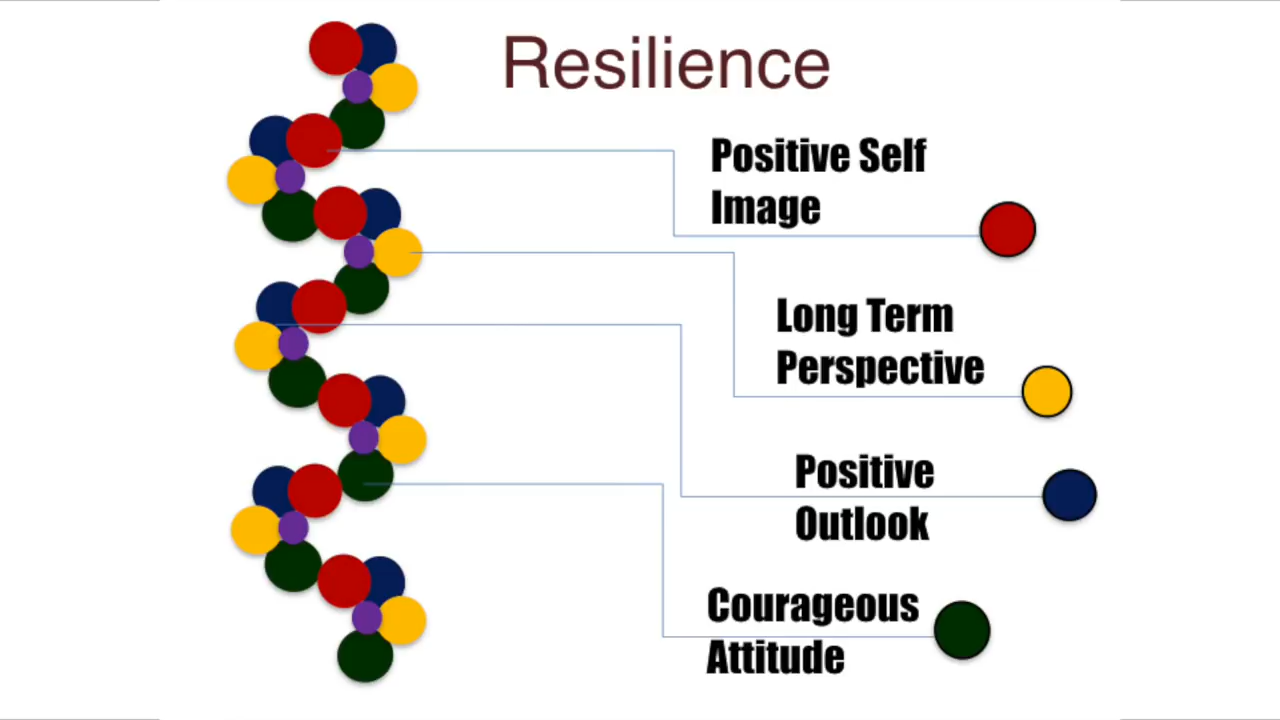 Resilience
Positive Self
Image
Long Term
Perspective
Positive
Outlook
Courageous
Attitude